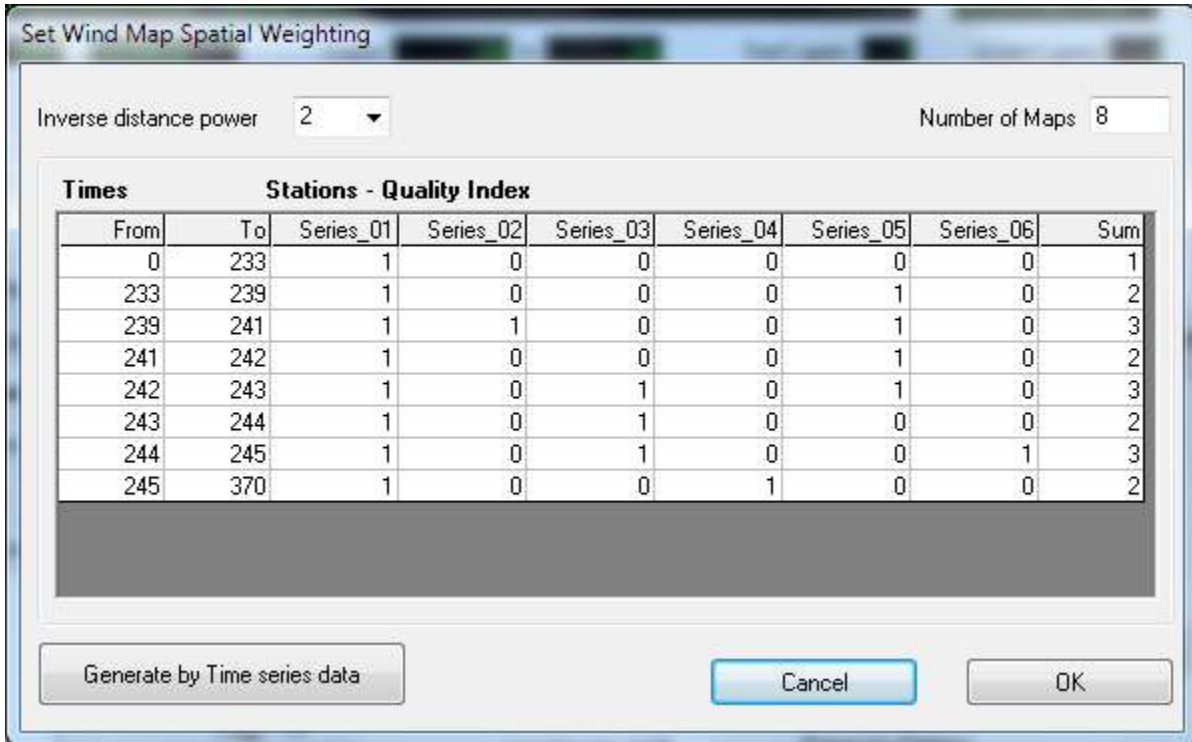 Set Wind Map Spatial Weighting
Inverse distance power 2 Number of Maps 8
Times Stations - Quality Index
From To Series_01 Series_02 Series_03 Series_04 Series_05 Series_06 Sum
0 233 1 0 0 0 0 0 1
233 239 1 0 0 0 1 0 2
239 241 1 1 0 0 1 0 3
241 242 1 0 0 0 1 0 2
242 243 1 0 1 0 1 0 3
243 244 1 0 1 0 0 0 2
244 245 1 0 1 0 0 1 3
245 370 1 0 0 1 0 0 2
Generate by Time series data Cancel OK